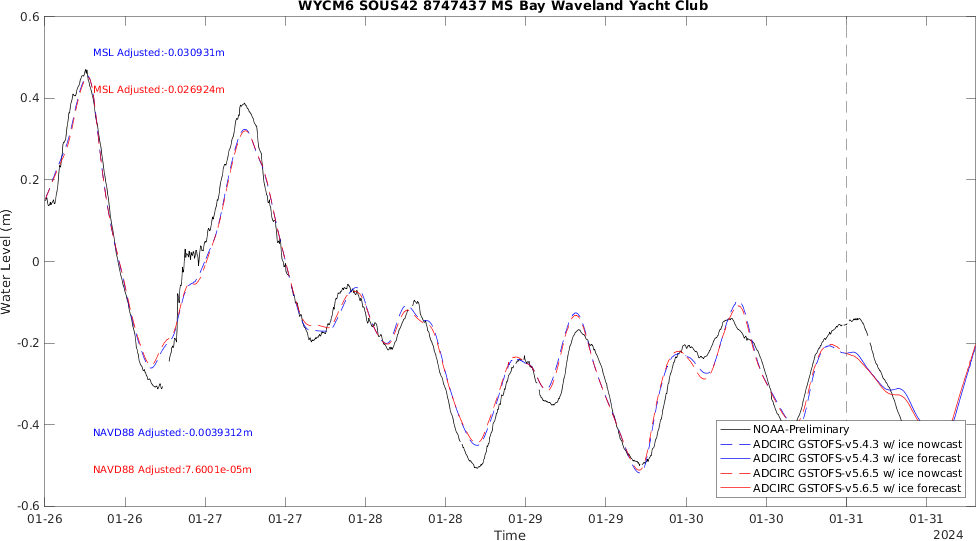 WYCM6 SOUS42 8747437 MS Bay Waveland Yacht Club
0.6
0.4
0.2
0
-0.2
-0.4
-0.6
Water Level (m)
MSL Adjusted:-0.030931m
MSL Adjusted:-0.026924m
NAVD88 Adjusted:-0.0039312m
NAVD88 Adjusted:7.6001e-05m
NOAA-Preliminary
ADCIRC GSTOFS-v5.4.3 w/ ice nowcast
ADCIRC GSTOFS-v5.4.3 w/ ice forecast
ADCIRC GSTOFS-v5.6.5 w/ ice nowcast
ADCIRC GSTOFS-v5.6.5 w/ ice forecast
01-26 01-26 01-27 01-27 01-28 01-28 01-29 01-29 01-30 01-30 01-31 01-31
2024
Time